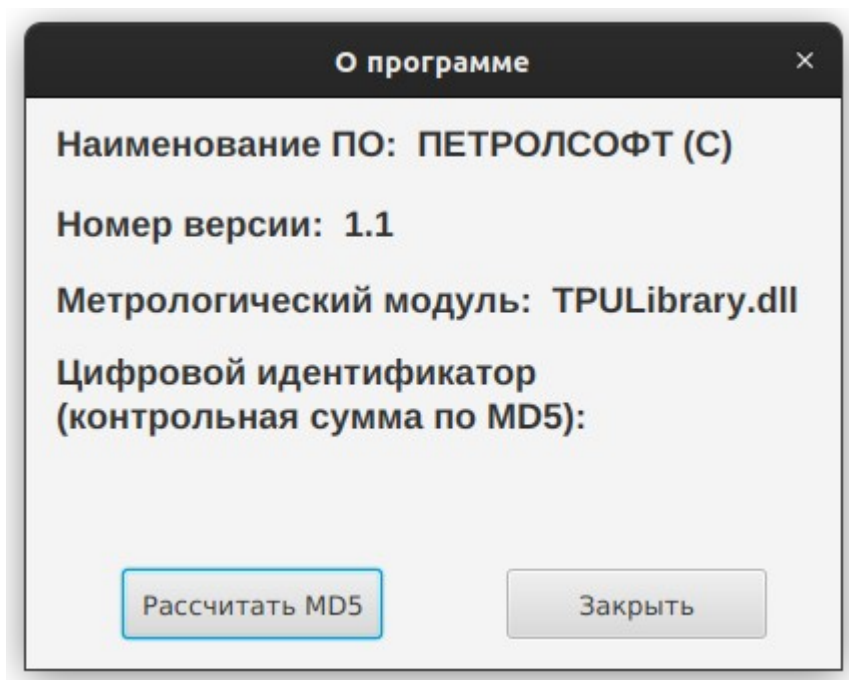 О программе ×
Наименование ПО: ПЕТРОЛСОФТ (С)
Номер версии: 1.1
Метрологический модуль: TPULibrary.dll
Цифровой идентификатор
(контрольная сумма по MD5):
Рассчитать MD5 Закрыть